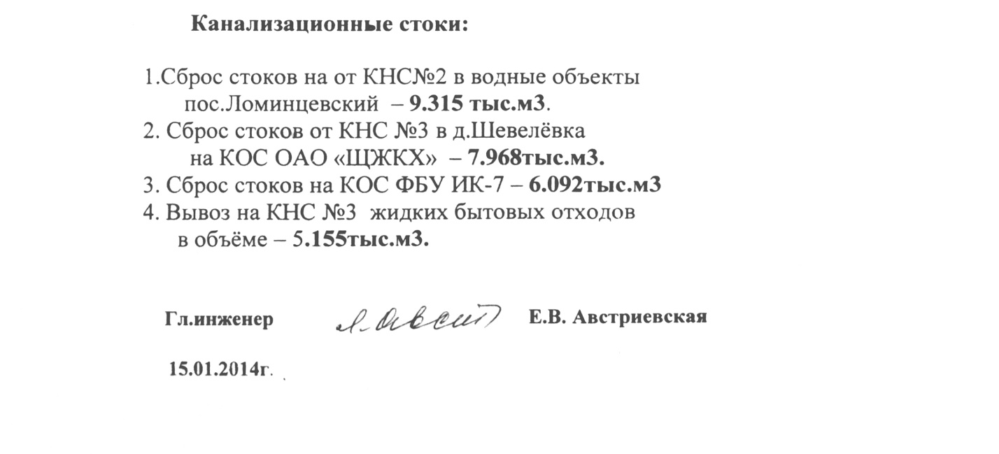 Канализационные стоки:
1.Сброс стоков на от КНС№2 в водные объекты
пос.Ломинцевский – 9.315 тыс.м3.
2. Сброс стоков от КНС №3 в д.Шевелёвка
на КОС ОАО «ЩЖКХ» – 7.968тыс.м3.
3. Сброс стоков на КОС ФБУ ИК-7 – 6.092тыс.м3
4. Вывоз на КНС №3 жидких бытовых отходов
в объёме – 5.155тыс.м3.
Гл.инженер Е.В. Австриевская
15.01.2014г.